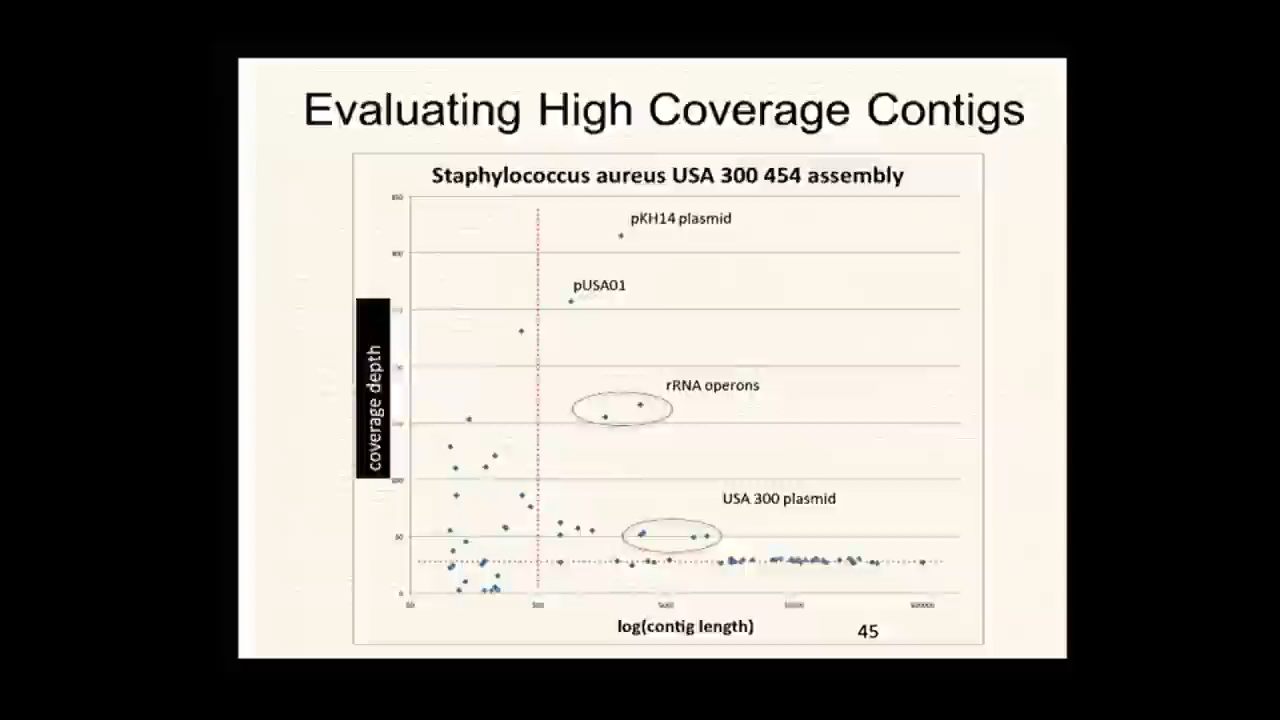 Evaluating High Coverage Contigs
Staphylococcus aureus USA 300 454 assembly
pKH14 plasmid
pUSA01
rRNA operons
USA 300 plasmid
coverage depth
log(contig length)
45